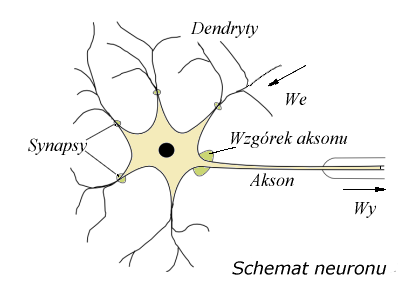 Dendryty
We
Wzgórek aksonu
Synapsy
Akson
Wy
Schemat neuronu